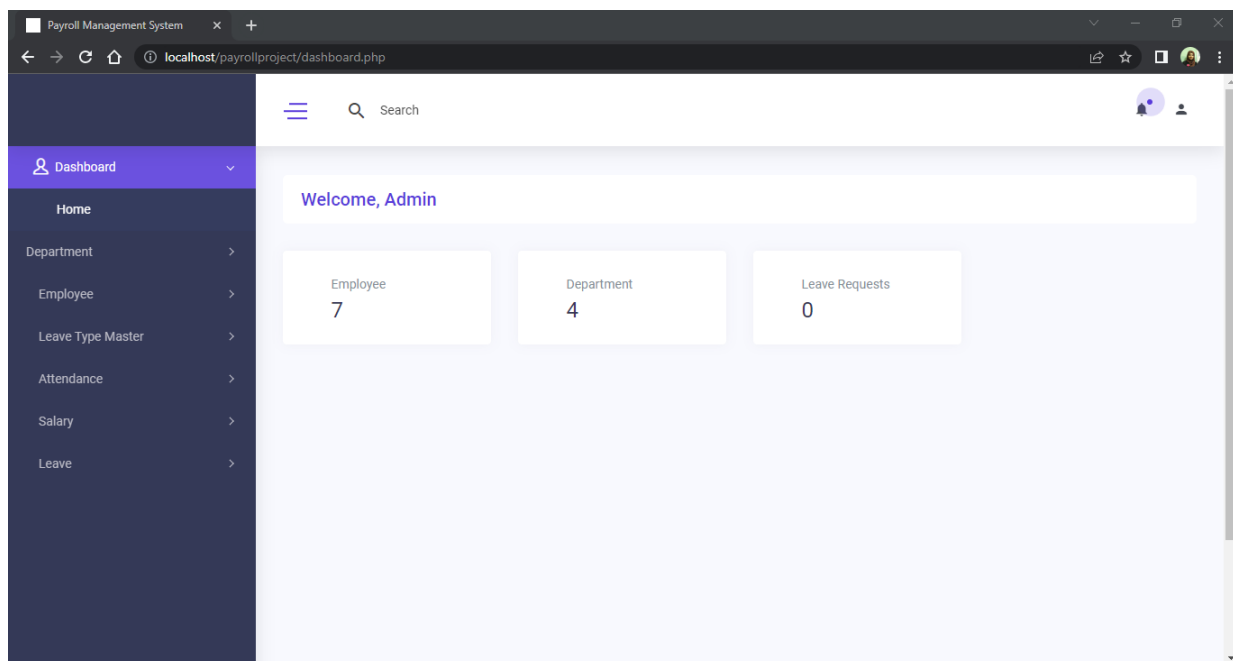 Payroll Management System
localhost/payrollproject/dashboard.php
Search
Dashboard
Home
Department
Employee
Leave Type Master
Attendance
Salary
Leave
Welcome, Admin
Employee
7
Department
4
Leave Requests
0